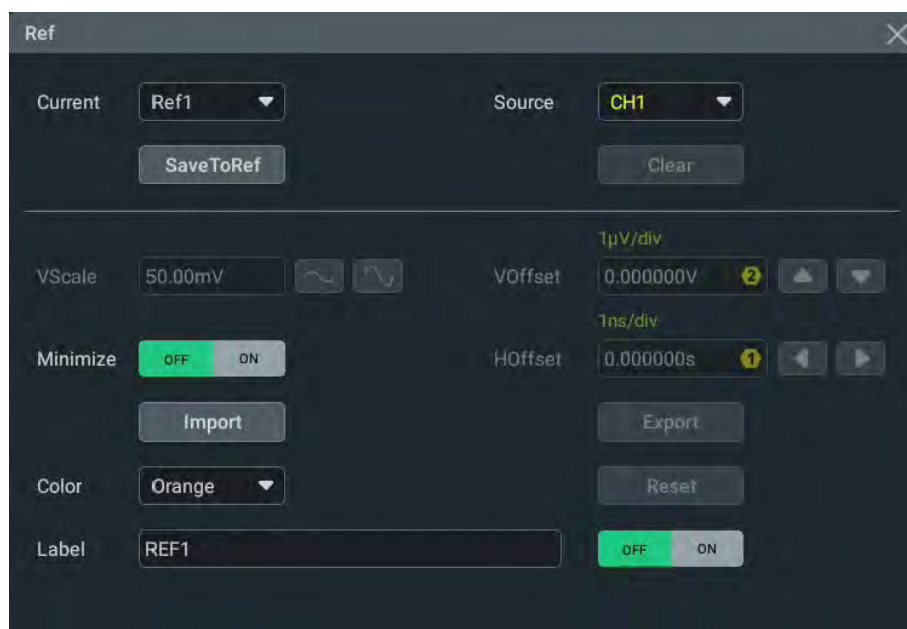 Ref
Current Ref1 Source CH1
SaveToRef Clear
1μV/div
VScale 50.00mV VOffset 0.000000V 2
1ns/div
Minimize OFF ON HOffset 0.000000s 1
Import Export
Color Orange Reset
Label REF1 OFF ON